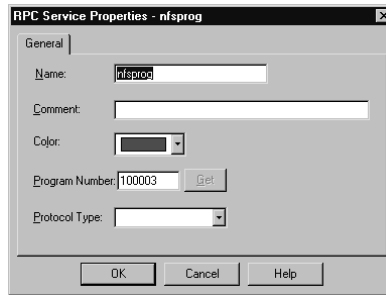 RPC Service Properties - nfsprog
General
Name: nfsprog
Comment:
Color:
Program Number: 100003 Get
Protocol Type:
OK Cancel Help